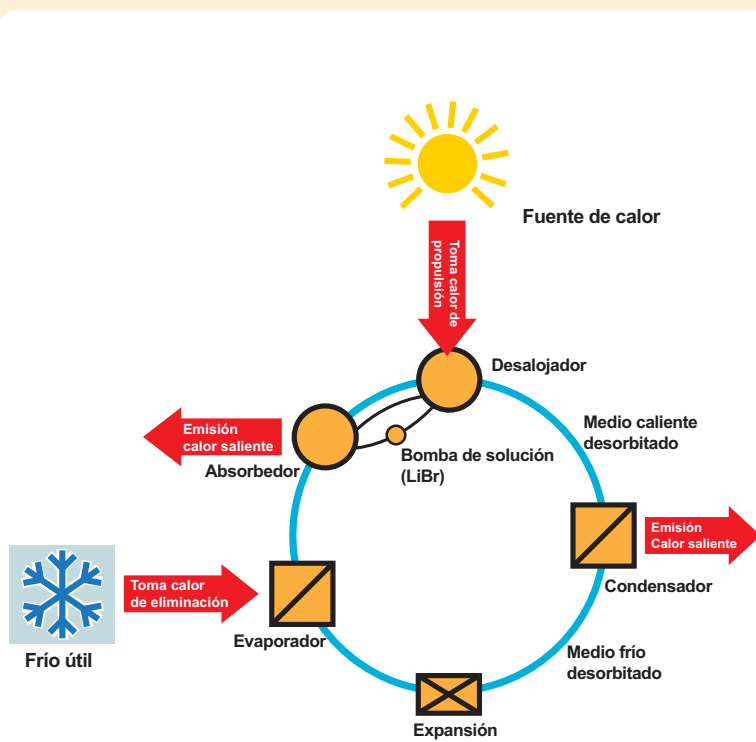 Fuente de calor
Toma calor de
propulsión
Desalojador
Medio caliente
desorbitado
Emisión
calor saliente
Absorbedor
Bomba de solución
(LiBr)
Emisión
Calor saliente
Condensador
Toma calor
de eliminación
Evaporador
Frío útil
Medio frío
desorbitado
Expansión